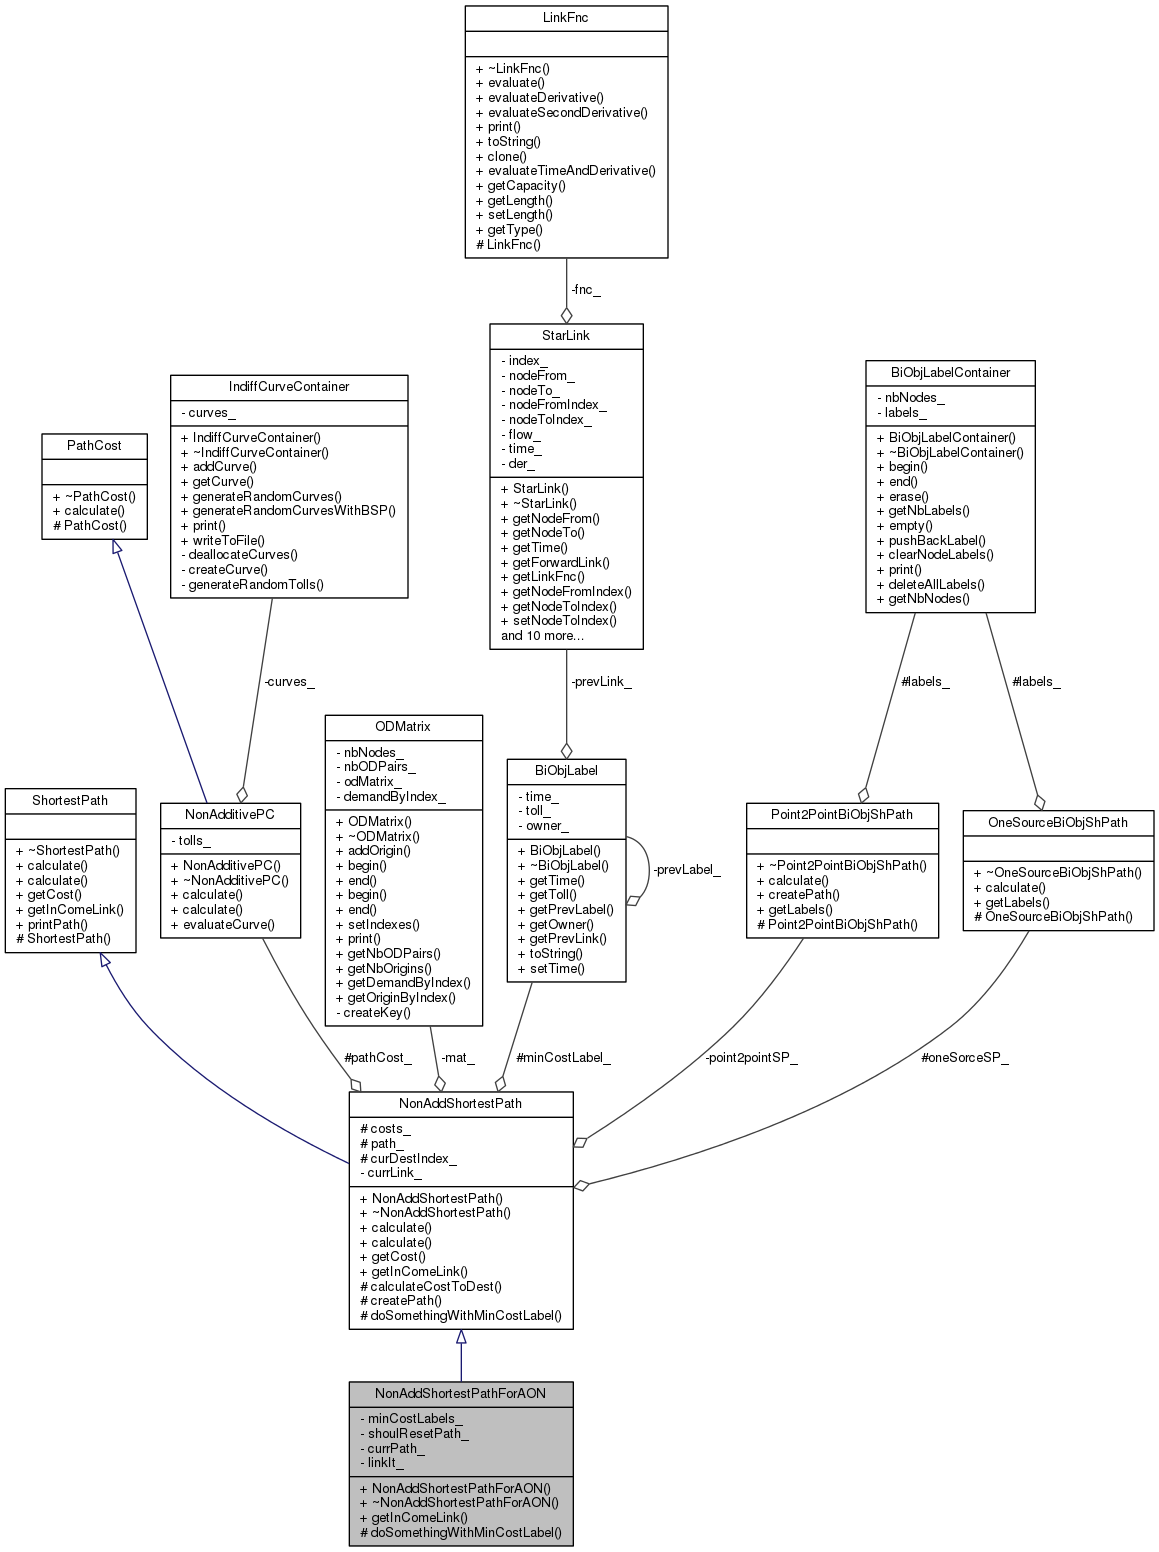 LinkFnc
+ ~LinkFnc()
+ evaluate()
+ evaluateDerivative()
+ evaluateSecondDerivative()
+ print()
+ toString()
+ clone()
+ evaluateTimeAndDerivative()
+ getCapacity()
+ getLength()
+ setLength()
+ getType()
# LinkFnc()
-fnc_
StarLink
- index_
- nodeFrom_
- nodeTo_
- nodeFromIndex_
- nodeToIndex_
- flow_
- time_
- der_
+ StarLink()
+ ~StarLink()
+ getNodeFrom()
+ getNodeTo()
+ getTime()
+ getForwardLink()
+ getLinkFnc()
+ getNodeFromIndex()
+ getNodeToIndex()
+ setNodeToIndex()
and 10 more...
BiObjLabelContainer
- nbNodes_
- labels_
+ BiObjLabelContainer()
+ ~BiObjLabelContainer()
+ begin()
+ end()
+ erase()
+ getNbLabels()
+ empty()
+ pushBackLabel()
+ clearNodeLabels()
+ print()
+ deleteAllLabels()
+ getNbNodes()
IndiffCurveContainer
- curves_
+ IndiffCurveContainer()
+ ~IndiffCurveContainer()
+ addCurve()
+ getCurve()
+ generateRandomCurves()
+ generateRandomCurvesWithBSP()
+ print()
+ writeToFile()
- deallocateCurves()
- createCurve()
- generateRandomTolls()
PathCost
+ ~PathCost()
+ calculate()
# PathCost()
-curves_
-prevLink_
#labels_
#labels_
ODMatrix
- nbNodes_
- nbODPairs_
- odMatrix_
- demandByIndex_
+ ODMatrix()
+ ~ODMatrix()
+ addOrigin()
+ begin()
+ end()
+ begin()
+ end()
+ setIndexes()
+ print()
+ getNbODPairs()
+ getNbOrigins()
+ getDemandByIndex()
+ getOriginByIndex()
- createKey()
BiObjLabel
- time_
- toll_
- owner_
+ BiObjLabel()
+ ~BiObjLabel()
+ getTime()
+ getToll()
+ getPrevLabel()
+ getOwner()
+ getPrevLink()
+ toString()
+ setTime()
-prevLabel_
ShortestPath
+ ~ShortestPath()
+ calculate()
+ calculate()
+ getCost()
+ getInComeLink()
+ printPath()
# ShortestPath()
NonAdditivePC
- tolls_
+ NonAdditivePC()
+ ~NonAdditivePC()
+ calculate()
+ calculate()
+ evaluateCurve()
Point2PointBiObjShPath
+ ~Point2PointBiObjShPath()
+ calculate()
+ createPath()
+ getLabels()
# Point2PointBiObjShPath()
OneSourceBiObjShPath
+ ~OneSourceBiObjShPath()
+ calculate()
+ getLabels()
# OneSourceBiObjShPath()
#pathCost_
-mat_
#minCostLabel_
-point2pointSP_
#oneSorceSP_
NonAddShortestPath
# costs_
# path_
# curDestIndex_
- currLink_
+ NonAddShortestPath()
+ ~NonAddShortestPath()
+ calculate()
+ calculate()
+ getCost()
+ getInComeLink()
# calculateCostToDest()
# createPath()
# doSomethingWithMinCostLabel()
NonAddShortestPathForAON
- minCostLabels_
- shoulResetPath_
- currPath_
- linkIt_
+ NonAddShortestPathForAON()
+ ~NonAddShortestPathForAON()
+ getInComeLink()
# doSomethingWithMinCostLabel()